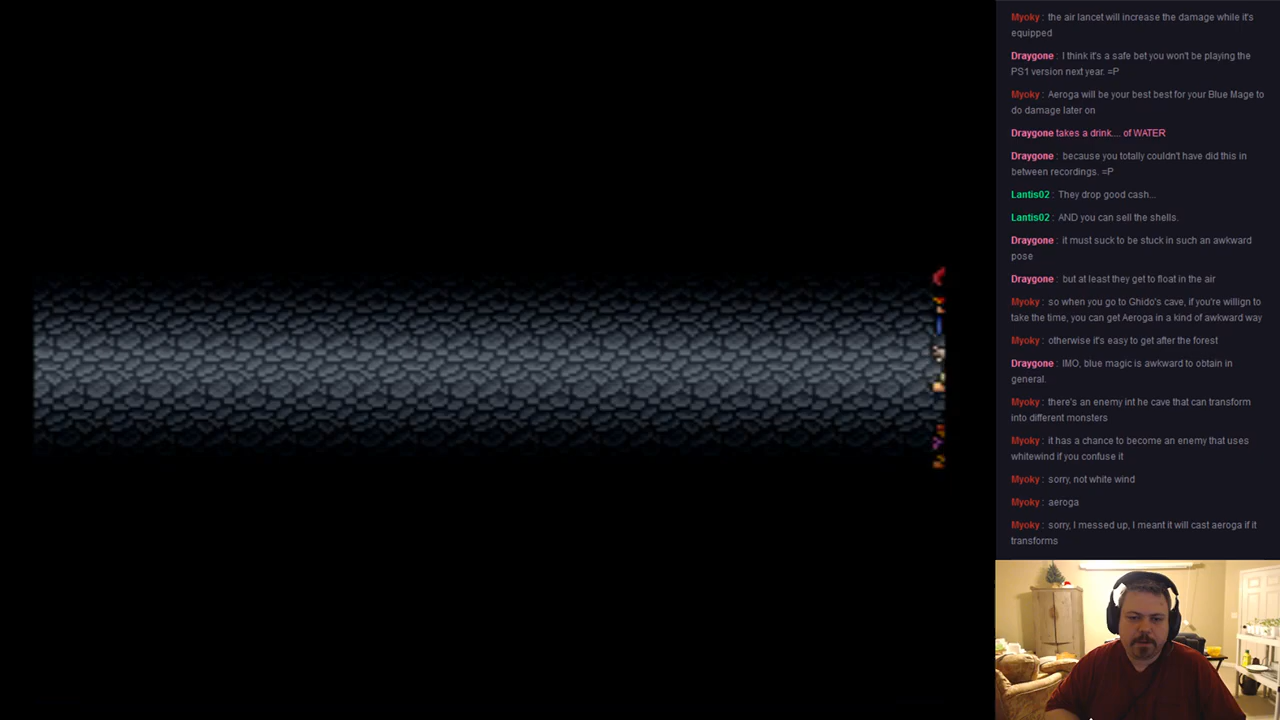 Myoky: the air lancet will increase the damage while it's
equipped
Draygone: I think it's a safe bet you won't be playing the
PS1 version next year. =P
Myoky: Aeroga will be your best best for your Blue Mage to
do damage later on
Draygone takes a drink.... of WATER
Draygone: because you totally couldn't have did this in
between recordings. =P
Lantis02: They drop good cash...
Lantis02: AND you can sell the shells.
Draygone: it must suck to be stuck in such an awkward
pose
Draygone: but at least they get to float in the air
Myoky: so when you go to Ghido's cave, if you're willign to
take the time, you can get Aeroga in a kind of awkward way
Myoky: otherwise it's easy to get after the forest
Draygone: IMO, blue magic is awkward to obtain in
general.
Myoky: there's an enemy int he cave that can transform
into different monsters
Myoky: it has a chance to become an enemy that uses
whitewind if you confuse it
Myoky: sorry, not white wind
Myoky: aeroga
Myoky: sorry, I messed up, I meant it will cast aeroga if it
transforms